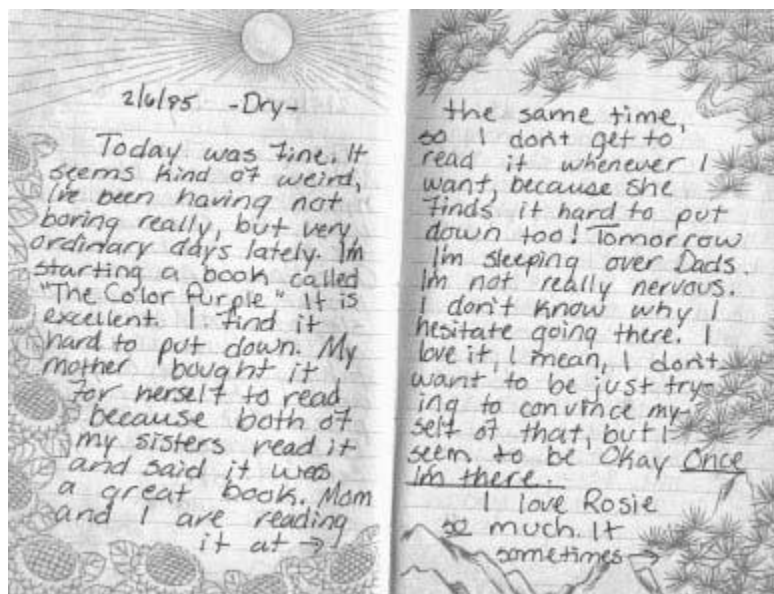 2/6/85 -Dry-
Today was fine. It
seems kind of weird,
I've been having not
boring really, but very
ordinary days lately. Im
starting a book called
"The Color Purple" It is
excellent. I find it
hard to put down. My
mother bought it
for herself to read
because both of
my sisters read it
and said it was
a great book. Mom
and I are reading
it at →
the same time,
so I don't get to
read it whenever I
want, because she
finds it hard to put
down too! Tomorrow
I'm sleeping over Dads.
Im not really nervous.
I don't know why I
hesitate going there. I
love it, I mean, I don't
want to be just try-
ing to convince my-
self of that, but I
seem to be Okay Once
Im there.
I love Rosie
so much. It
sometimes →